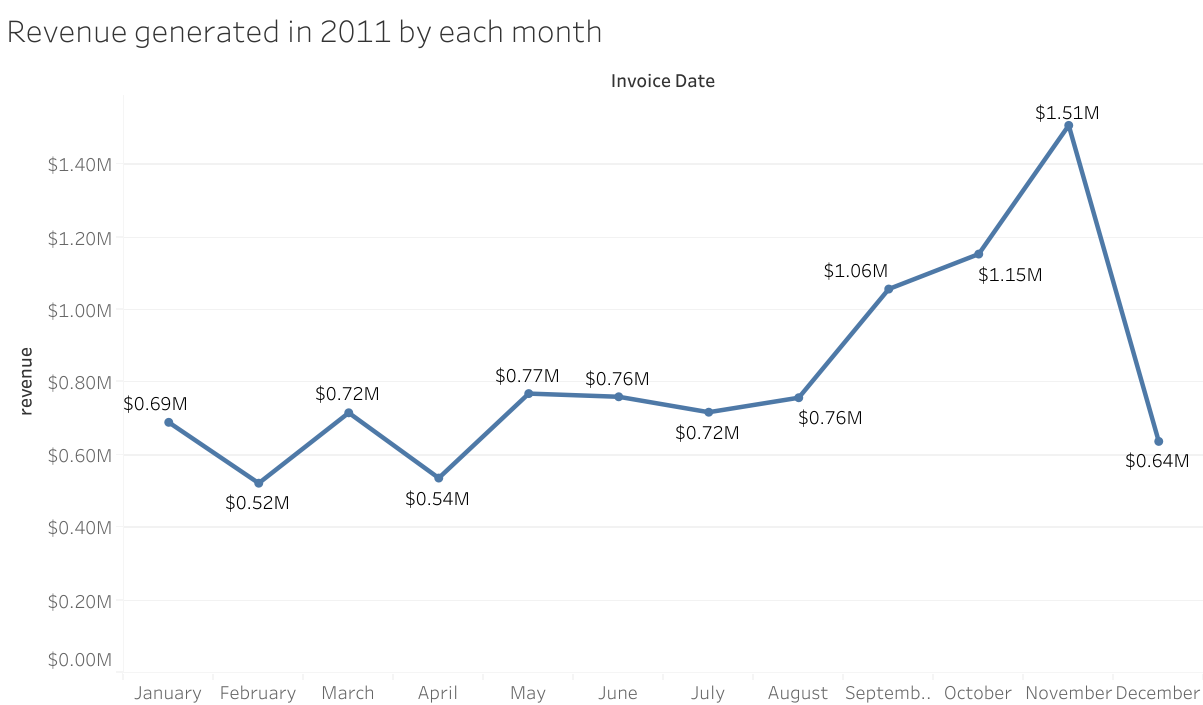 Revenue generated in 2011 by each month
Invoice Date
$1.51M
$1.40M
$1.20M
$1.06M
$1.15M
$1.00M
revenue
$0.80M
$0.77M
$0.76M
$0.72M
$0.69M
$0.76M
$0.72M
$0.64M
$0.60M
$0.52M
$0.54M
$0.40M
$0.20M
$0.00M
January February March April May June July August Septemb.. October November December